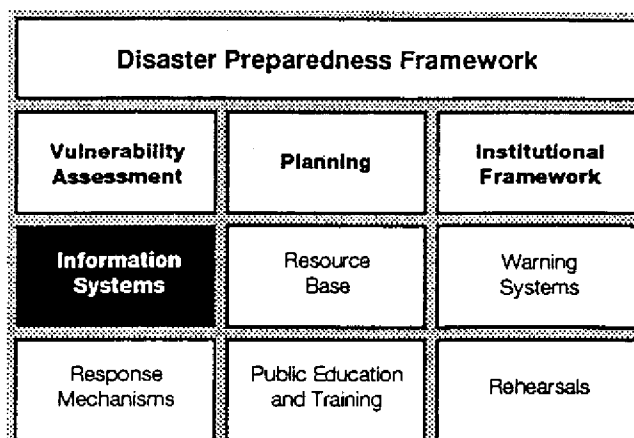 Disaster Preparedness Framework
Vulnerability
Assessment
Planning
Institutional
Framework
Information
Systems
Resource
Base
Warning
Systems
Response
Mechanisms
Public Education
and Training
Rehearsals